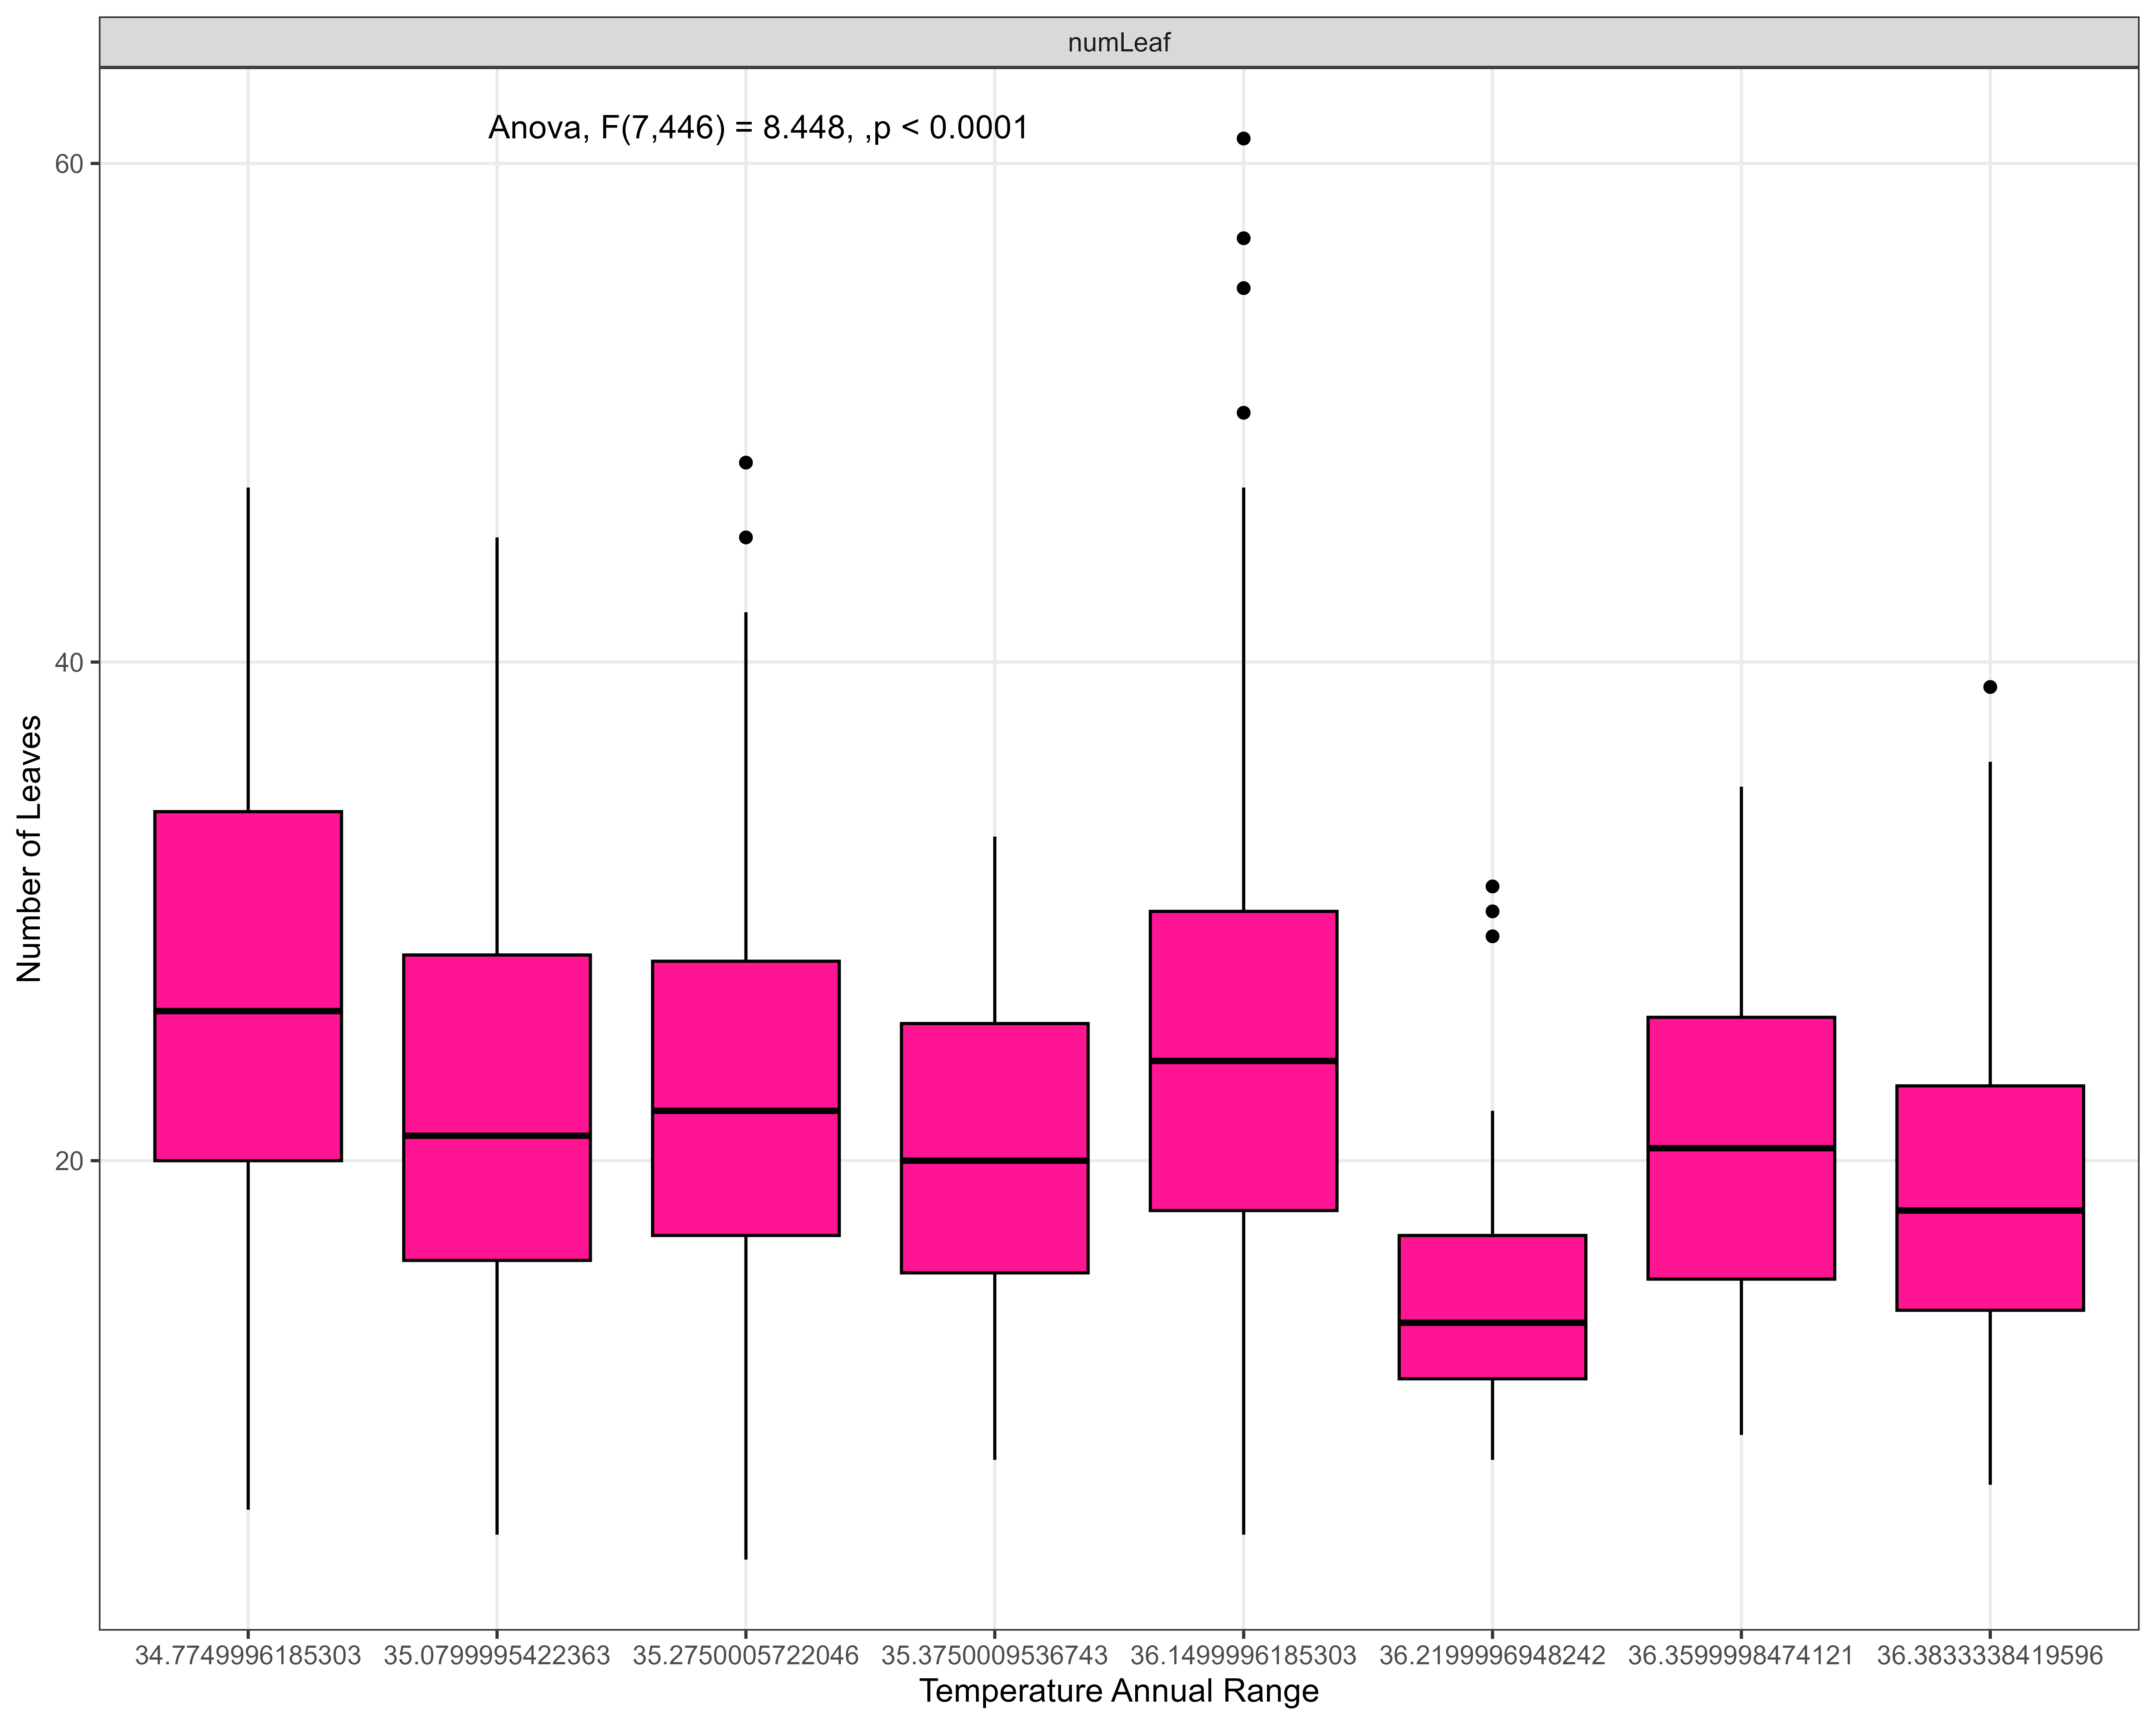 numLeaf
Anova, F(7,446) = 8.448, ,p < 0.0001
60
40
20
Number of Leaves
34.7749996185303 35.0799995422363 35.2750005722046 35.3750009536743 36.1499996185303 36.2199996948242 36.3599998474121 36.3833338419596
Temperature Annual Range